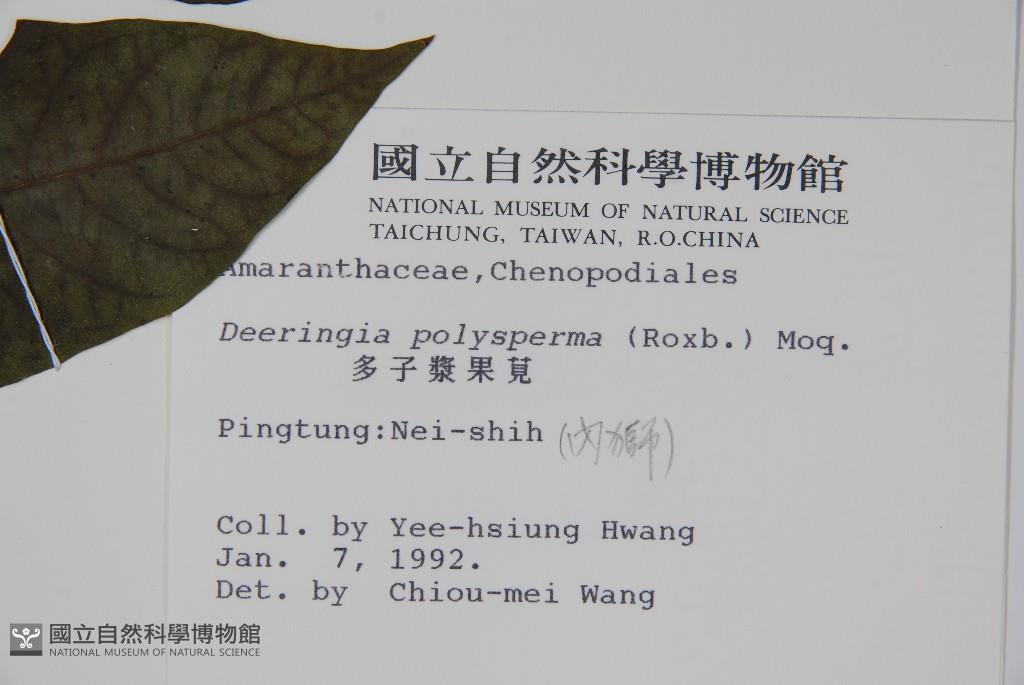 國立自然科學博物館
NATIONAL MUSEUM OF NATURAL SCIENCE
TAICHUNG, TAIWAN, R.O.CHINA
Amaranthaceae,Chenopodiales
Deeringia polysperma (Roxb.) Moq.
多子漿果莧
Pingtung:Nei-shih (內獅)
Coll. by Yee-hsiung Hwang
Jan. 7, 1992.
Det. by Chiou-mei Wang
國立自然科學博物館
NATIONAL MUSEUM OF NATURAL SCIENCE